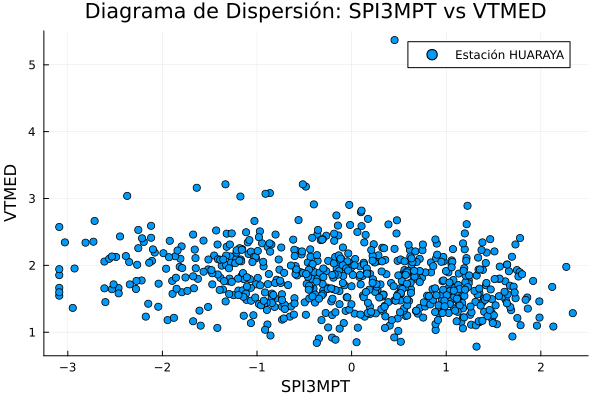 Diagrama de Dispersión: SPI3MPT vs VTMED
Estación HUARAYA
5
4
3
2
1
VTMED
−3 −2 −1 0 1 2
SPI3MPT